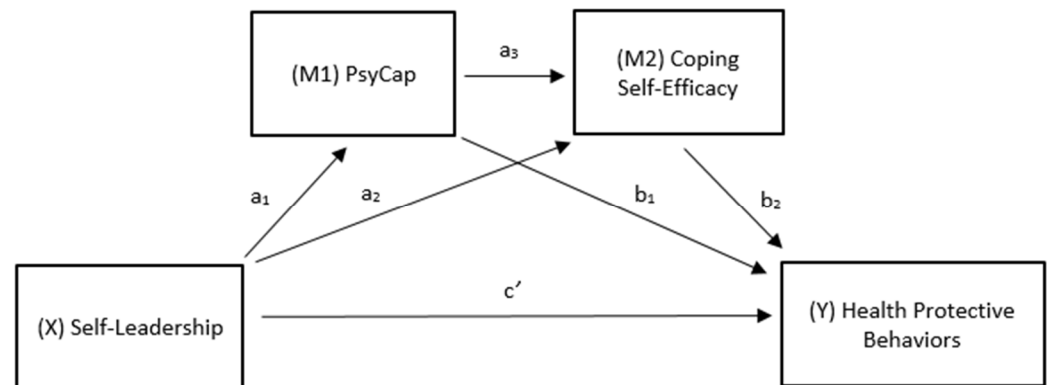 a₃
(M1) PsyCap
(M2) Coping
Self-Efficacy
a₁
a₂
b₁
b₂
c′
(X) Self-Leadership
(Y) Health Protective
Behaviors